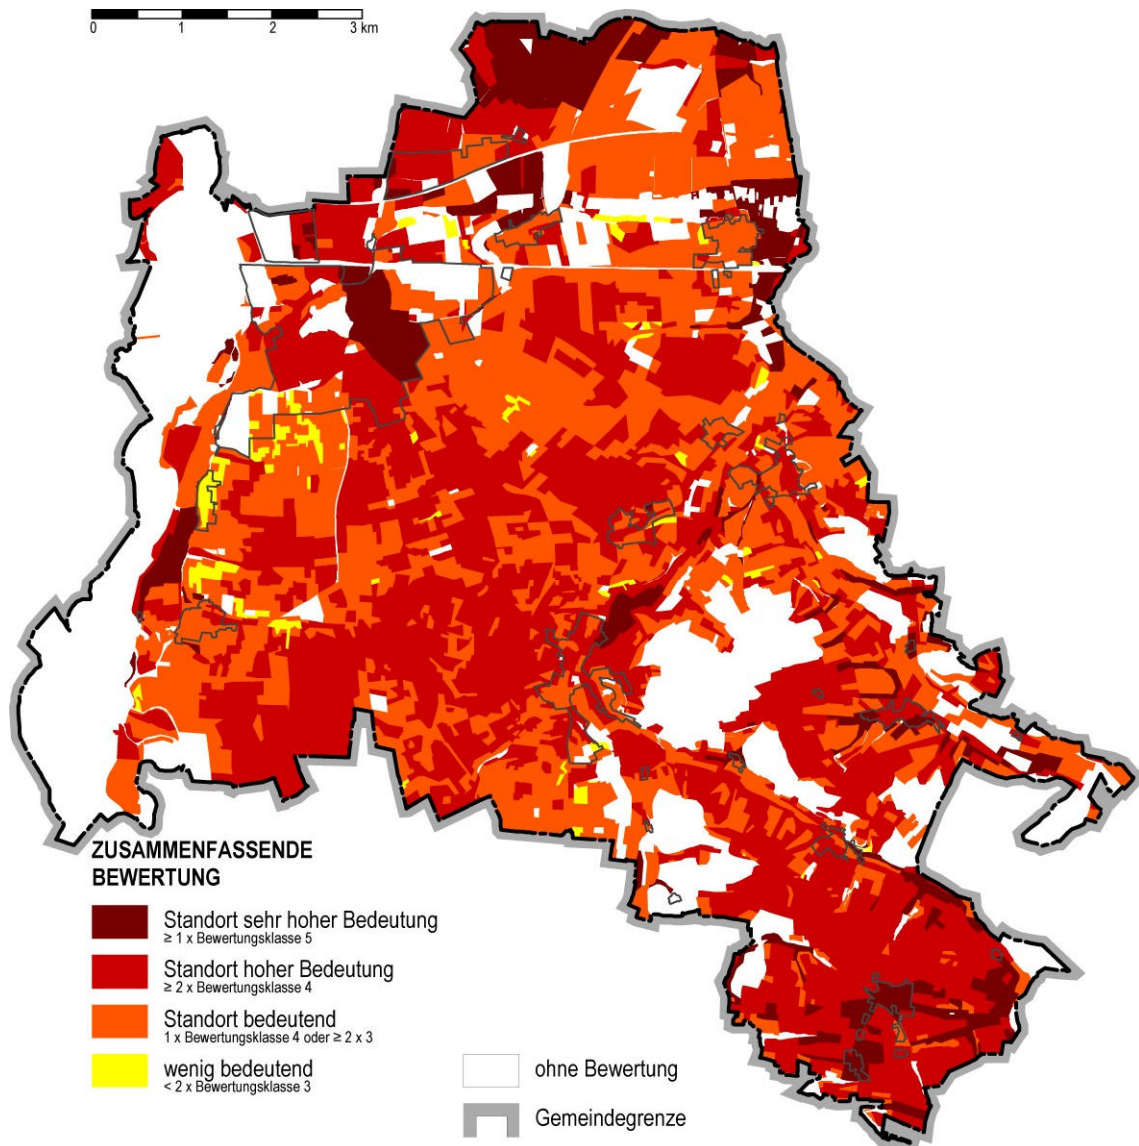 0 1 2 3 km
ZUSAMMENFASSENDE
BEWERTUNG
Standort sehr hoher Bedeutung
≥ 1 x Bewertungsklasse 5
Standort hoher Bedeutung
≥ 2 x Bewertungsklasse 4
Standort bedeutend
1 x Bewertungsklasse 4 oder ≥ 2 x 3
wenig bedeutend
< 2 x Bewertungsklasse 3
ohne Bewertung
Gemeindegrenze